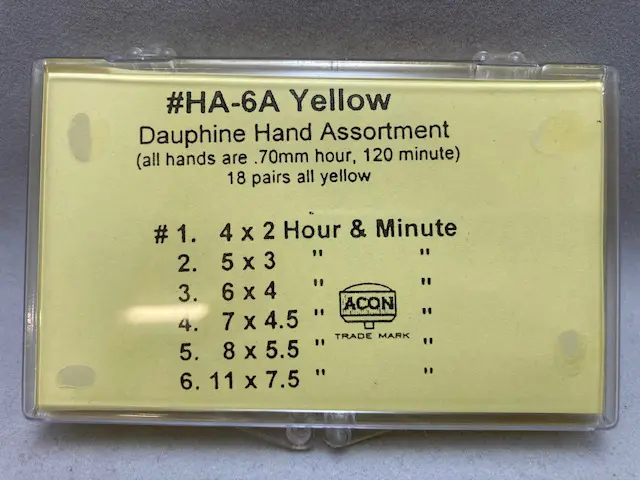 #HA-6A Yellow
Dauphine Hand Assortment
(all hands are .70mm hour, 120 minute)
18 pairs all yellow
# 1. 4 x 2 Hour & Minute
2. 5 x 3 " "
3. 6 x 4 " "
4. 7 x 4.5 " "
5. 8 x 5.5 " "
6. 11 x 7.5 " "
ACON
TRADE MARK